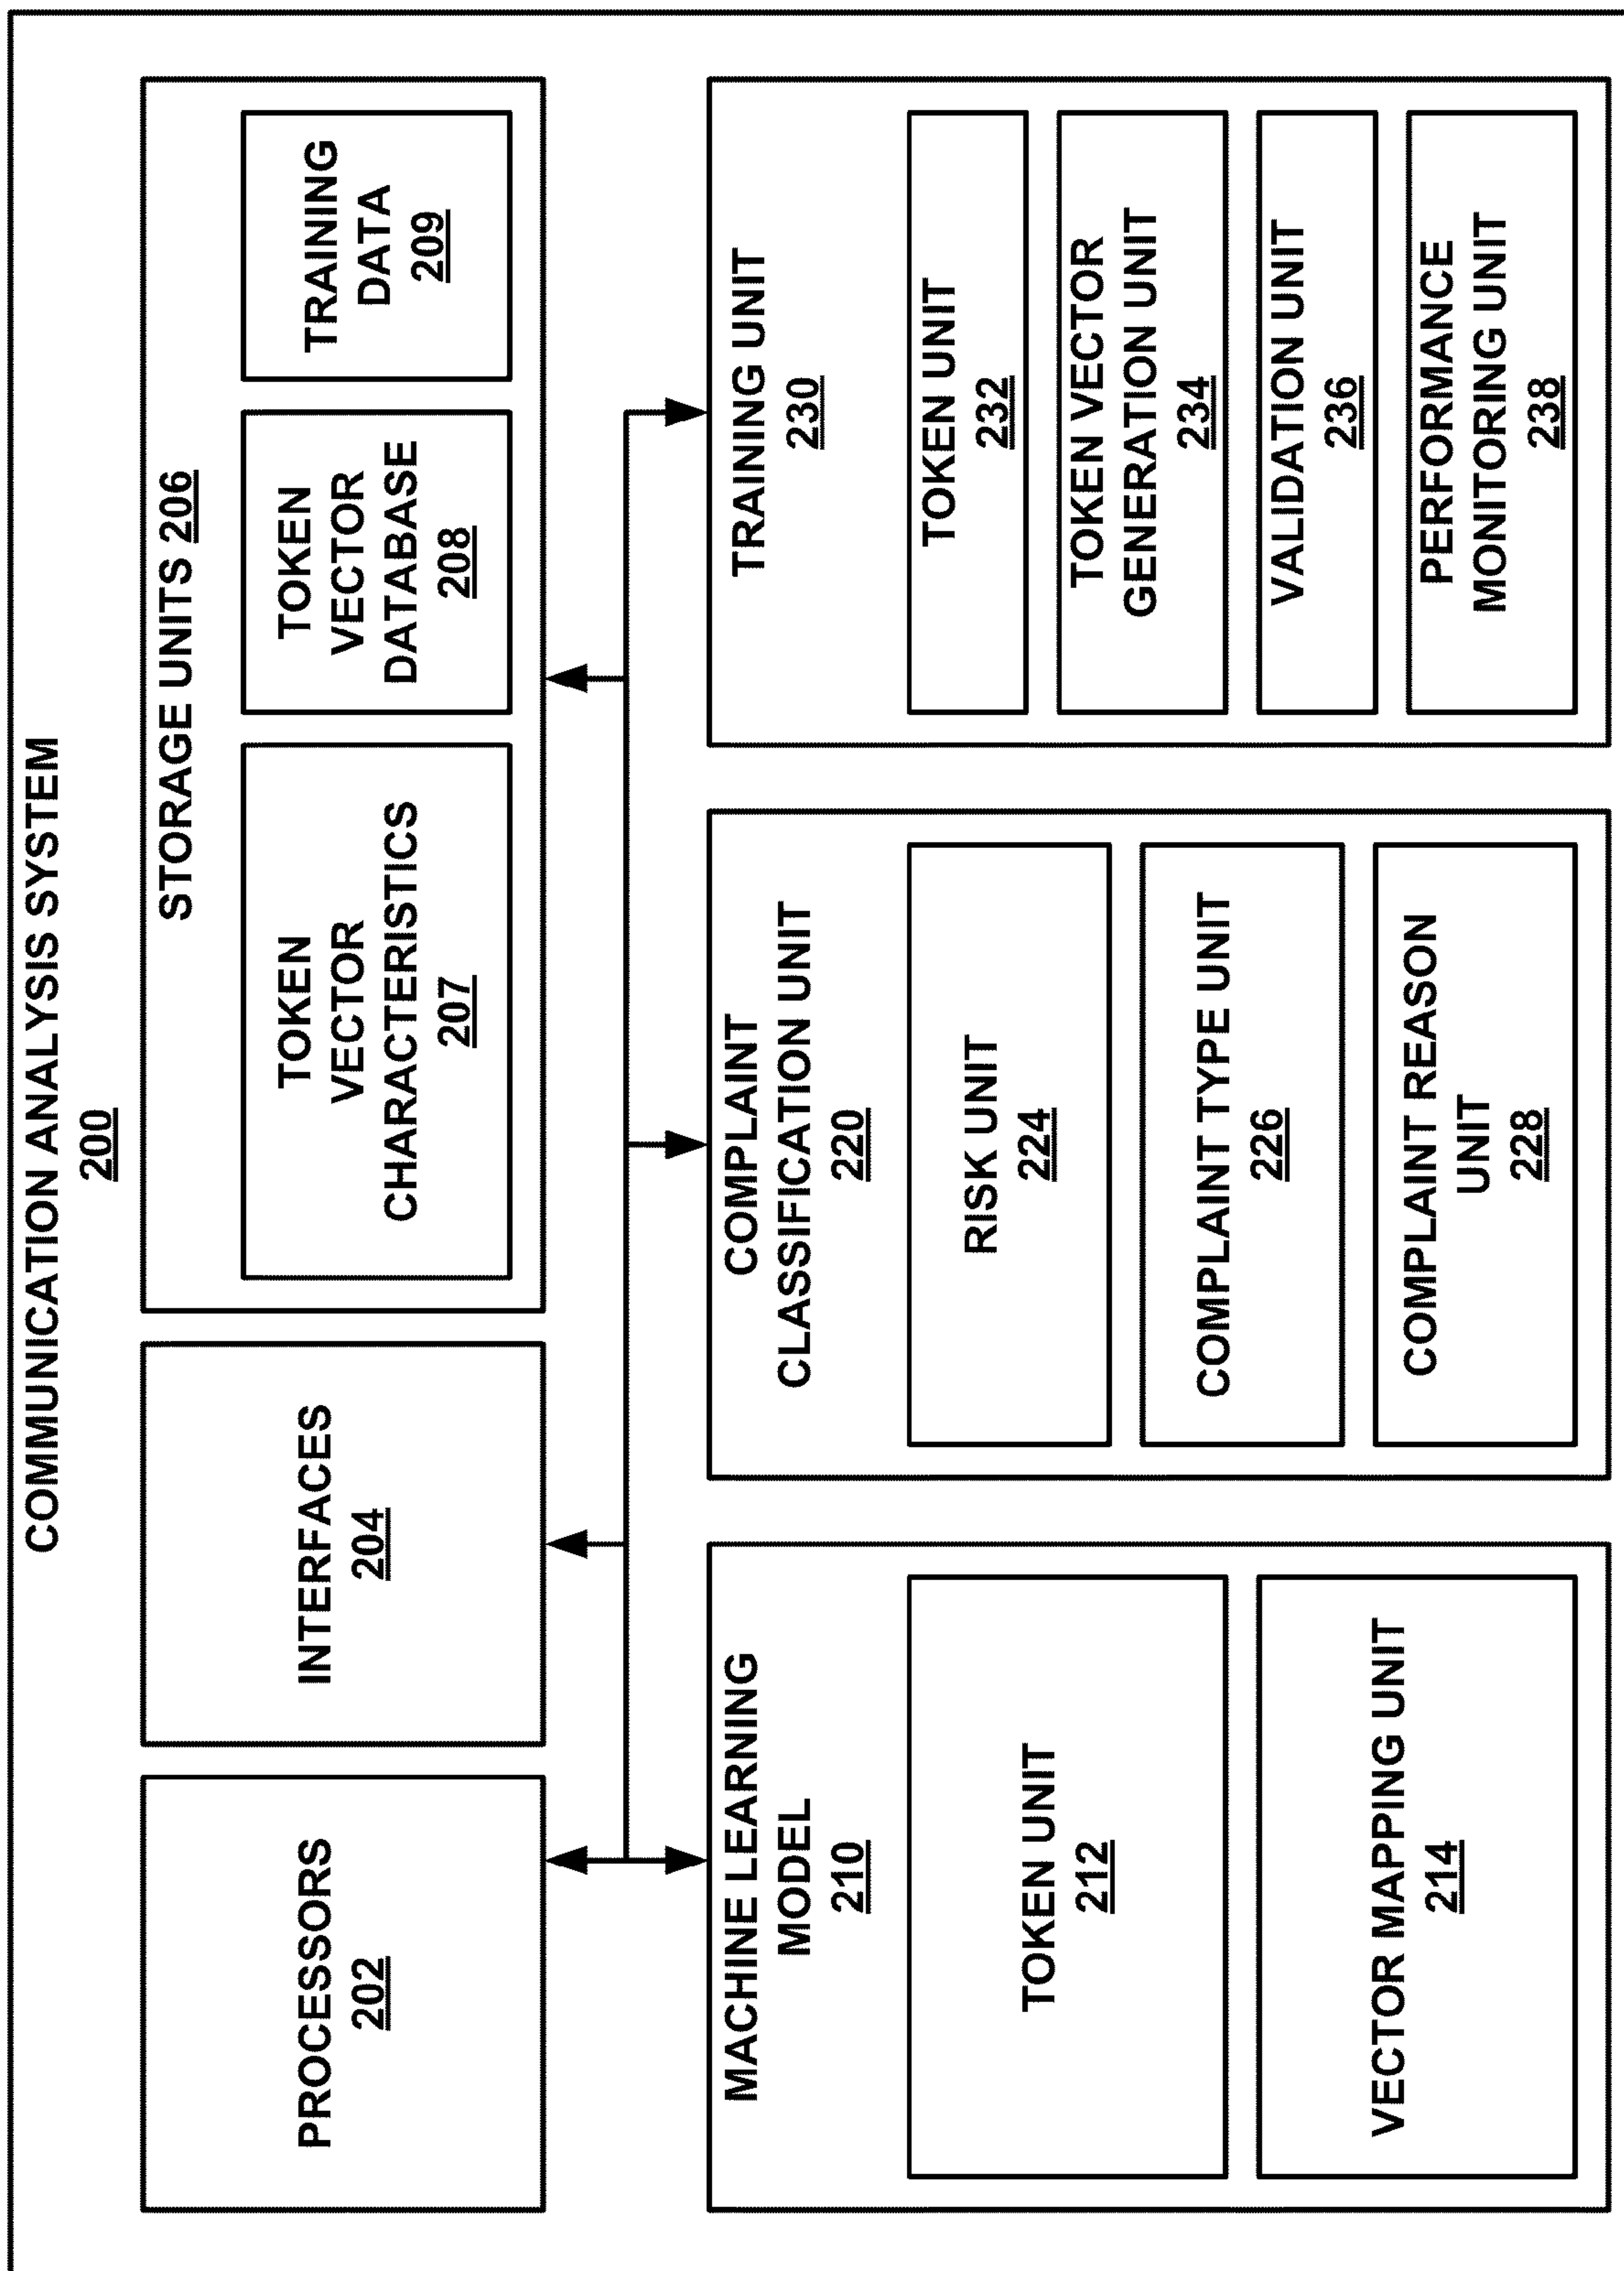 COMMUNICATION ANALYSIS SYSTEM
200
PROCESSORS
202
INTERFACES
204
STORAGE UNITS 206
TOKEN
VECTOR
CHARACTERISTICS
207
TOKEN
VECTOR
DATABASE
208
TRAINING
DATA
209
MACHINE LEARNING
MODEL
210
TOKEN UNIT
212
VECTOR MAPPING UNIT
214
COMPLAINT
CLASSIFICATION UNIT
220
RISK UNIT
224
COMPLAINT TYPE UNIT
226
COMPLAINT REASON
UNIT
228
TRAINING UNIT
230
TOKEN UNIT
232
TOKEN VECTOR
GENERATION UNIT
234
VALIDATION UNIT
236
PERFORMANCE
MONITORING UNIT
238